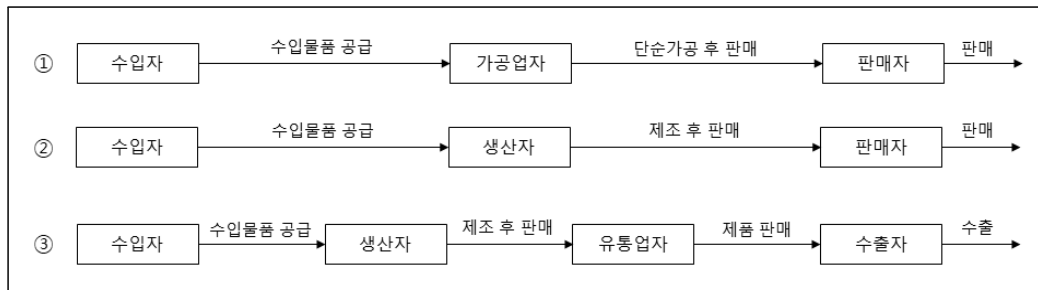 수입물품 공급 단순가공 후 판매 판매
① 수입자 가공업자 판매자
수입물품 공급 제조 후 판매 판매
② 수입자 생산자 판매자
수입물품 공급 제조 후 판매 제품 판매 수출
③ 수입자 생산자 유통업자 수출자